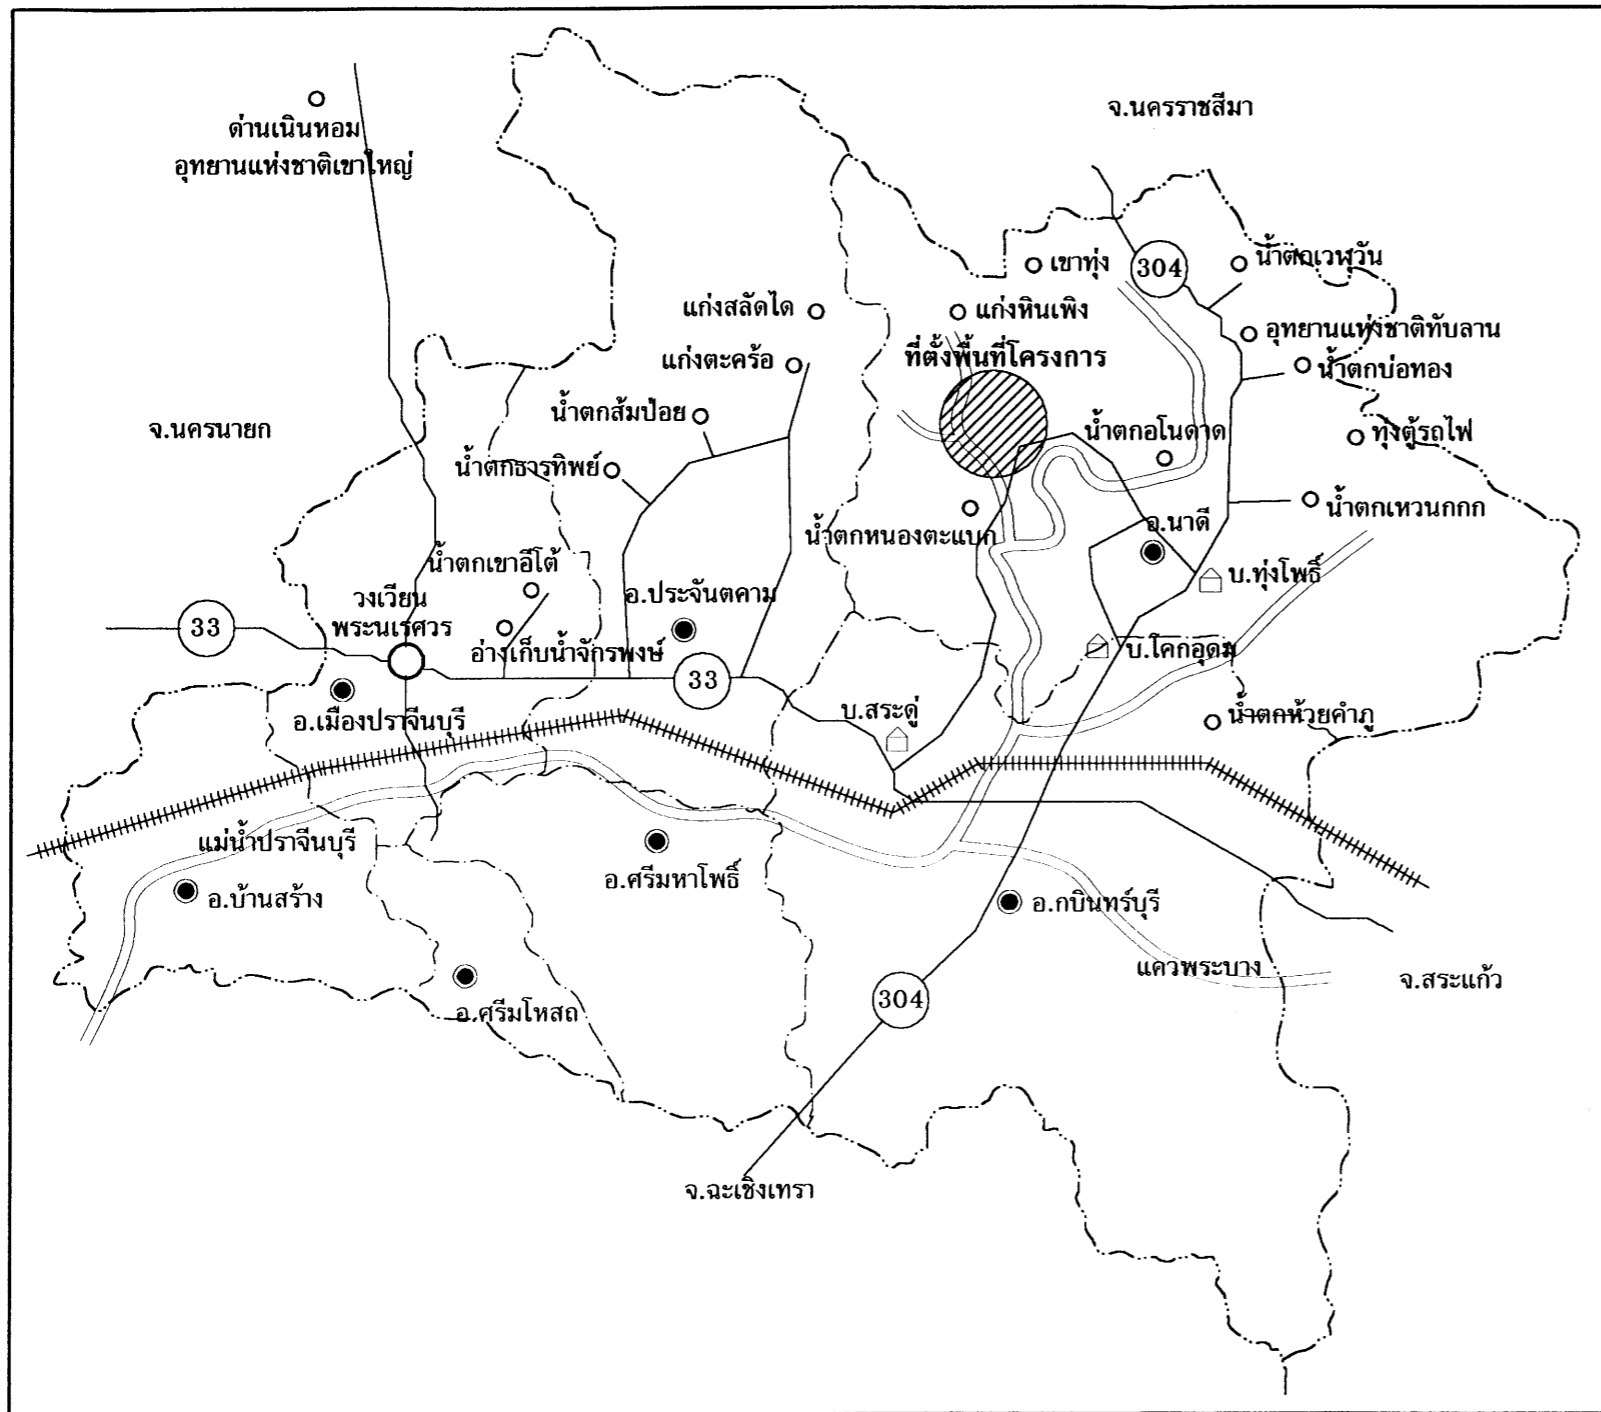 จ.นครราชสีมา
ด่านเนินหอม
อุทยานแห่งชาติเขาใหญ่
304
น้ำตกเวฬุวัน
เขาทุ่ง
แก่งสลัดได
แก่งหินเพิง
อุทยานแห่งชาติทับลาน
แก่งตะคร้อ
ที่ตั้งพื้นที่โครงการ
น้ำตกบ่อทอง
น้ำตกส้มป่อย
จ.นครนายก
น้ำตกอโนดาด
ทุ่งตู้รถไฟ
น้ำตกธารทิพย์
น้ำตกเหวนกกก
น้ำตกหนองตะแบก
อ.นาดี
น้ำตกเขาอีโต้
บ.ทุ่งโพธิ์
อ.ประจันตคาม
วงเวียน
พระนเรศวร
33
อ่างเก็บน้ำจักรพงษ์
บ.โคกอุดม
33
บ.สระดู่
น้ำตกห้วยคำภู
อ.เมืองปราจีนบุรี
แม่น้ำปราจีนบุรี
อ.ศรีมหาโพธิ์
อ.บ้านสร้าง
อ.กบินทร์บุรี
แควพระบาง
จ.สระแก้ว
304
อ.ศรีมโหสถ
จ.ฉะเชิงเทรา